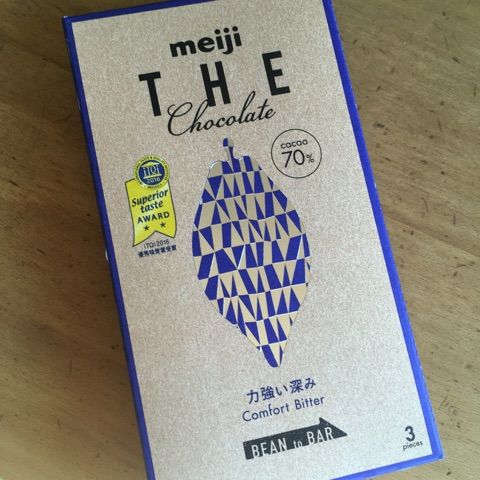 meiji
THE
Chocolate
cacao
70%
iTQi
2016
Superior
taste
AWARD
iTQi 2016
優秀味覚賞受賞
力強い深み
Comfort Bitter
BEAN to BAR
3
pieces